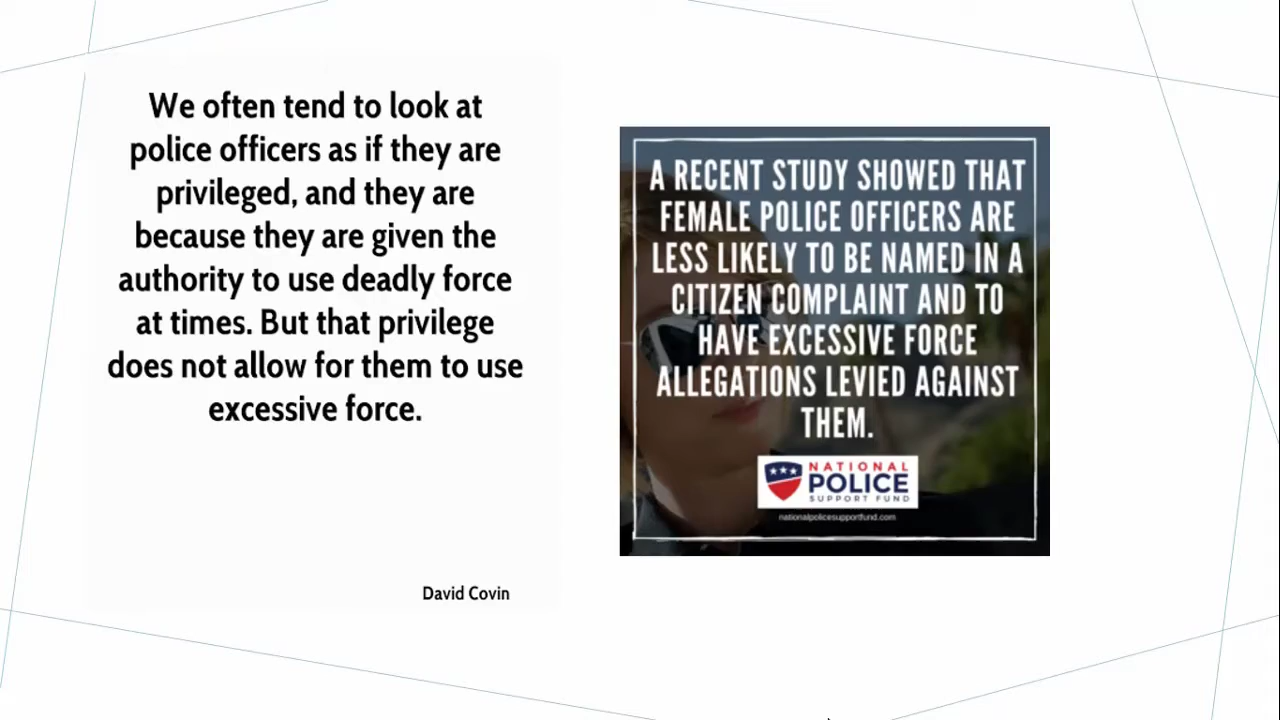 We often tend to look at
police officers as if they are
privileged, and they are
because they are given the
authority to use deadly force
at times. But that privilege
does not allow for them to use
excessive force.
David Covin
A RECENT STUDY SHOWED THAT
FEMALE POLICE OFFICERS ARE
LESS LIKELY TO BE NAMED IN A
CITIZEN COMPLAINT AND TO
HAVE EXCESSIVE FORCE
ALLEGATIONS LEVIED AGAINST
THEM.
NATIONAL
POLICE
SUPPORT FUND
nationalpolicesupportfund.com